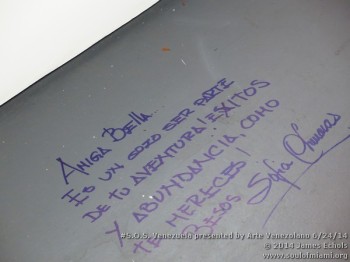 AMIGA BELLA
ES UN GOZO SER PARTE
DE TU AVENTURA! EXITOS
Y ABUNDANCIA, COMO
TE MERECES!
BESOS
Sofia
#S.O.S. Venezuela presented by Arte Venezolano 6/24/14
© 2014 James Echols
www.soulofmiami.org